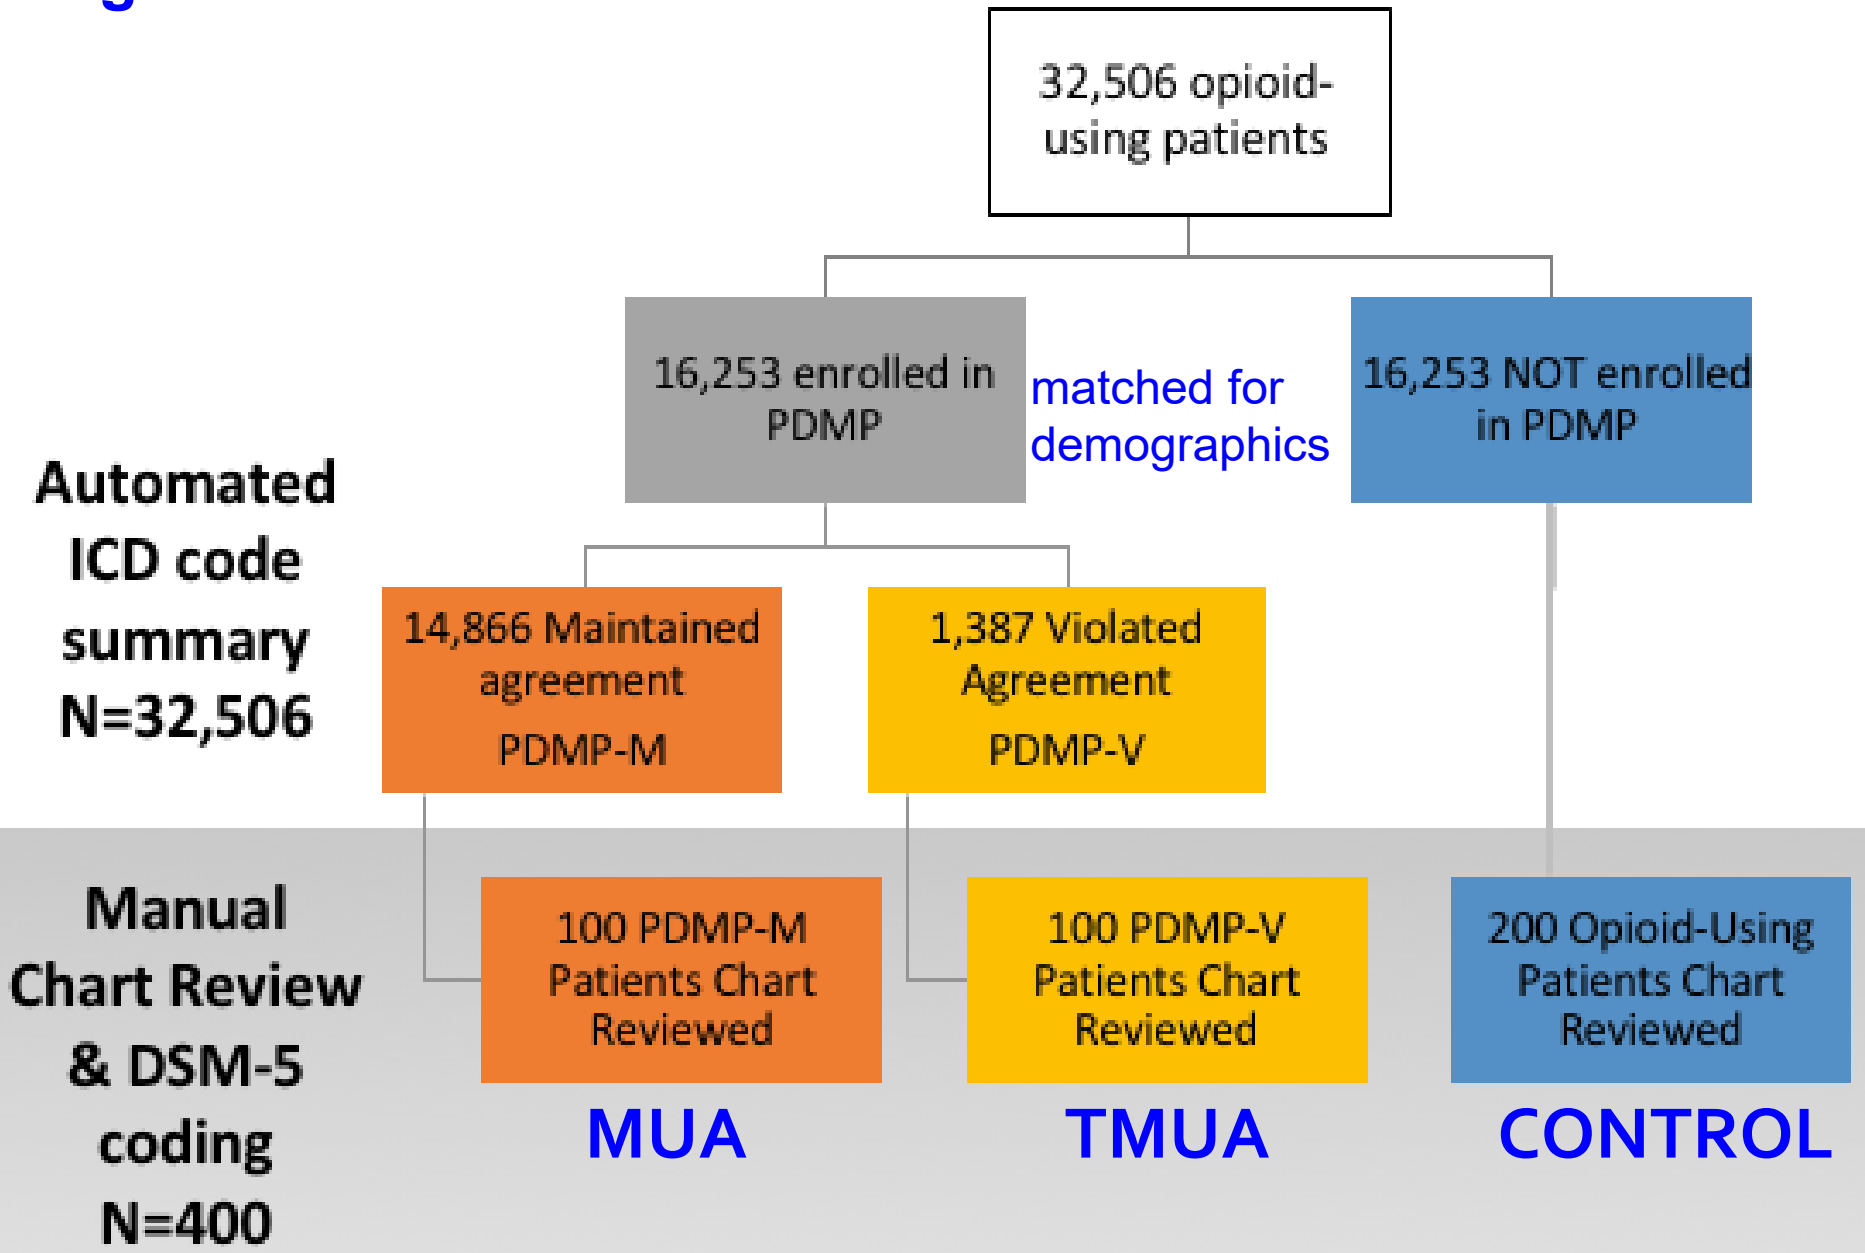 g
32,506 opioid-
using patients
16,253 enrolled in
PDMP
matched for
demographics
16,253 NOT enrolled
in PDMP
Automated
ICD code
summary
N=32,506
14,866 Maintained
agreement
PDMP-M
1,387 Violated
Agreement
PDMP-V
Manual
Chart Review
& DSM-5
coding
N=400
100 PDMP-M
Patients Chart
Reviewed
100 PDMP-V
Patients Chart
Reviewed
200 Opioid-Using
Patients Chart
Reviewed
MUA
TMUA
CONTROL